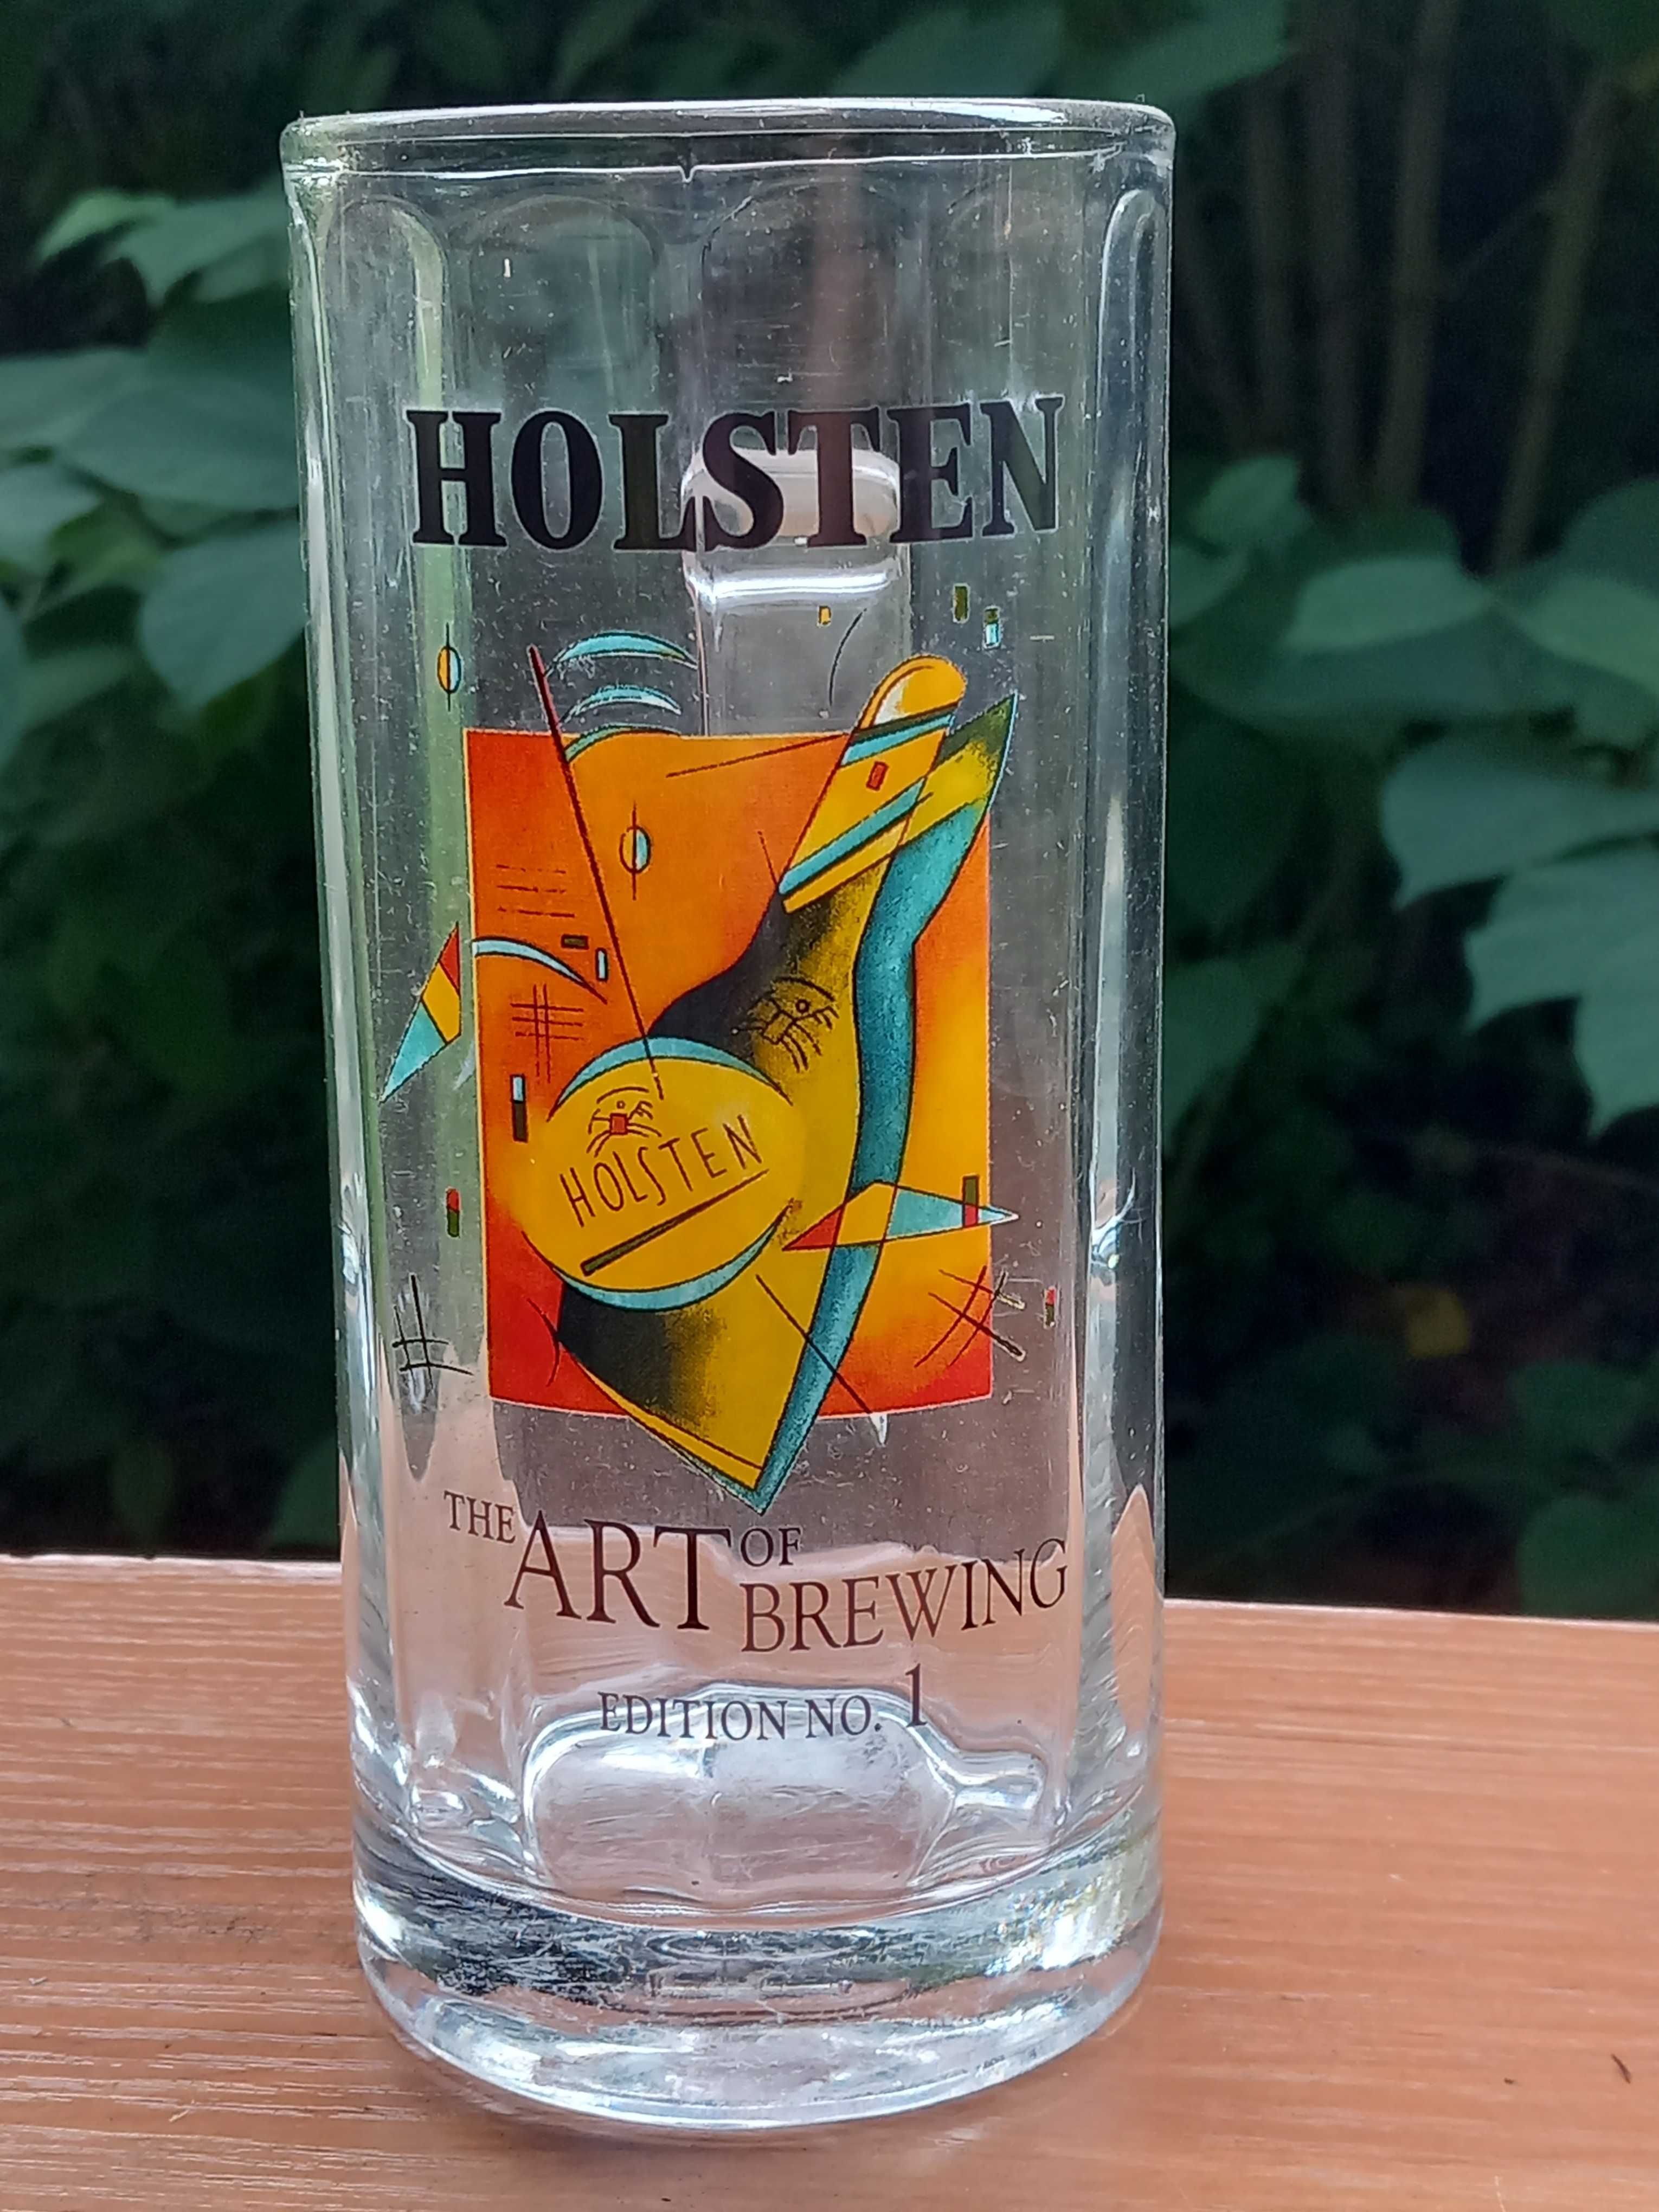 HOLSTEN
HOLSTEN
THE ART OF BREWING
EDITION NO. 1